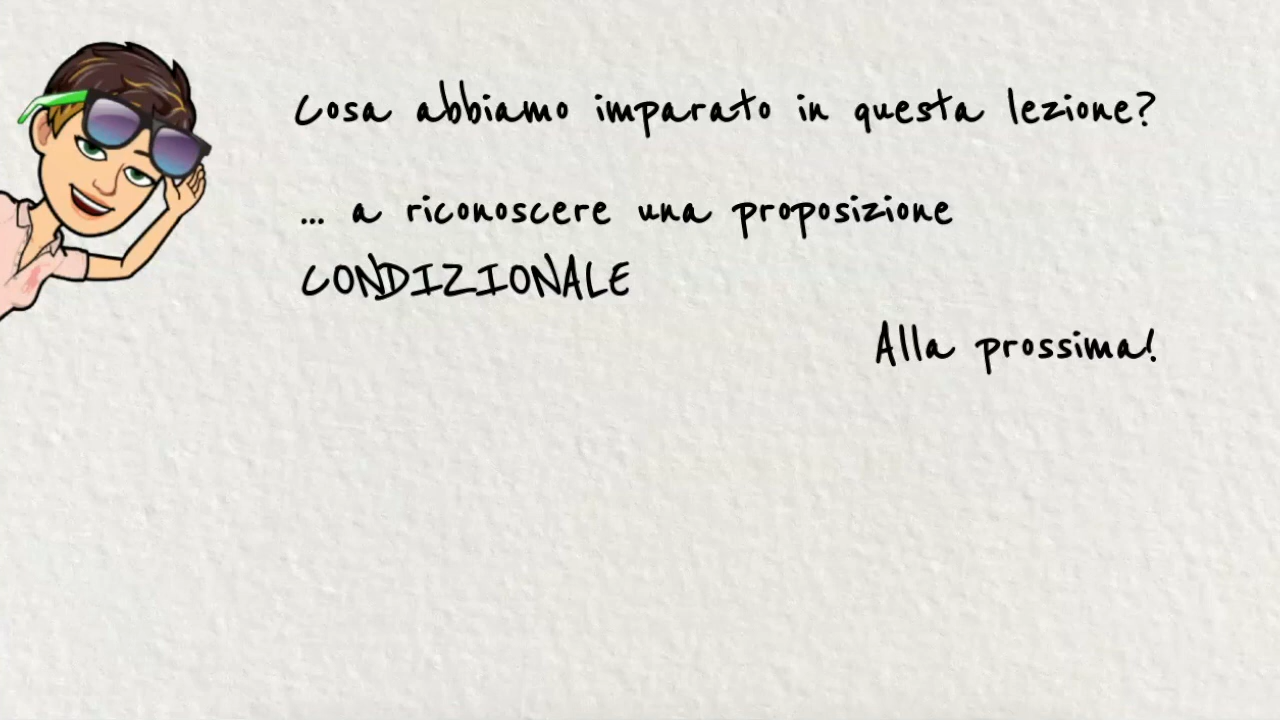 Cosa abbiamo imparato in questa lezione?
... a riconoscere una proposizione
CONDIZIONALE
Alla prossima!